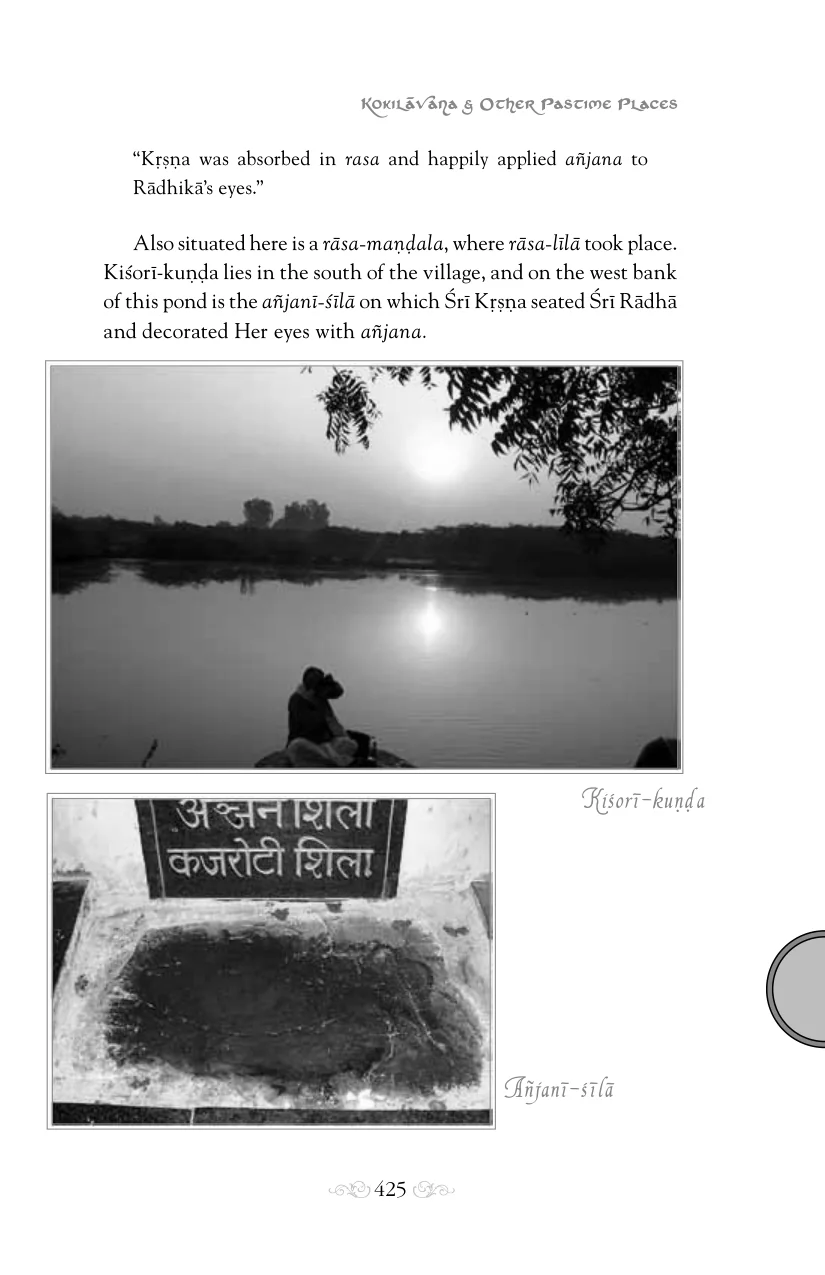 Kokilāvaṇa & Other Pastime Places
“Kṛṣṇa was absorbed in rasa and happily applied añjana to
Rādhikā’s eyes.”
Also situated here is a rāsa-maṇḍala, where rāsa-līlā took place.
Kiśorī-kuṇḍa lies in the south of the village, and on the west bank
of this pond is the añjanī-śīlā on which Śrī Kṛṣṇa seated Śrī Rādhā
and decorated Her eyes with añjana.
Kiśorī-kuṇḍa
अञ्जन शिला
कजरोटी शिला
Añjanī-śīlā
425